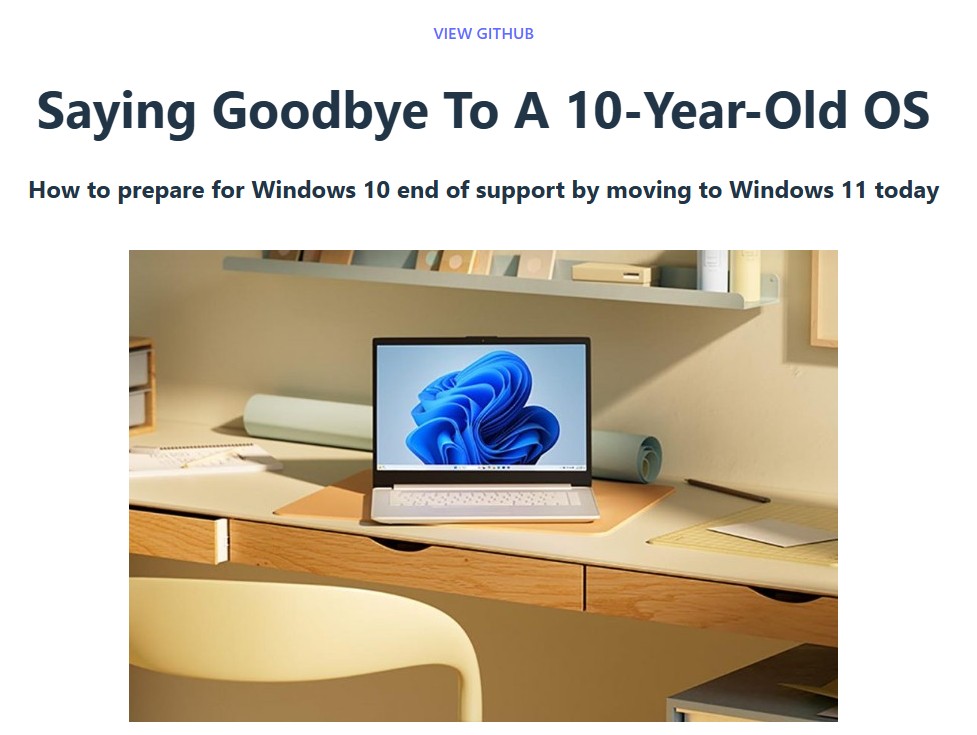 VIEW GITHUB
Saying Goodbye To A 10-Year-Old OS
How to prepare for Windows 10 end of support by moving to Windows 11 today